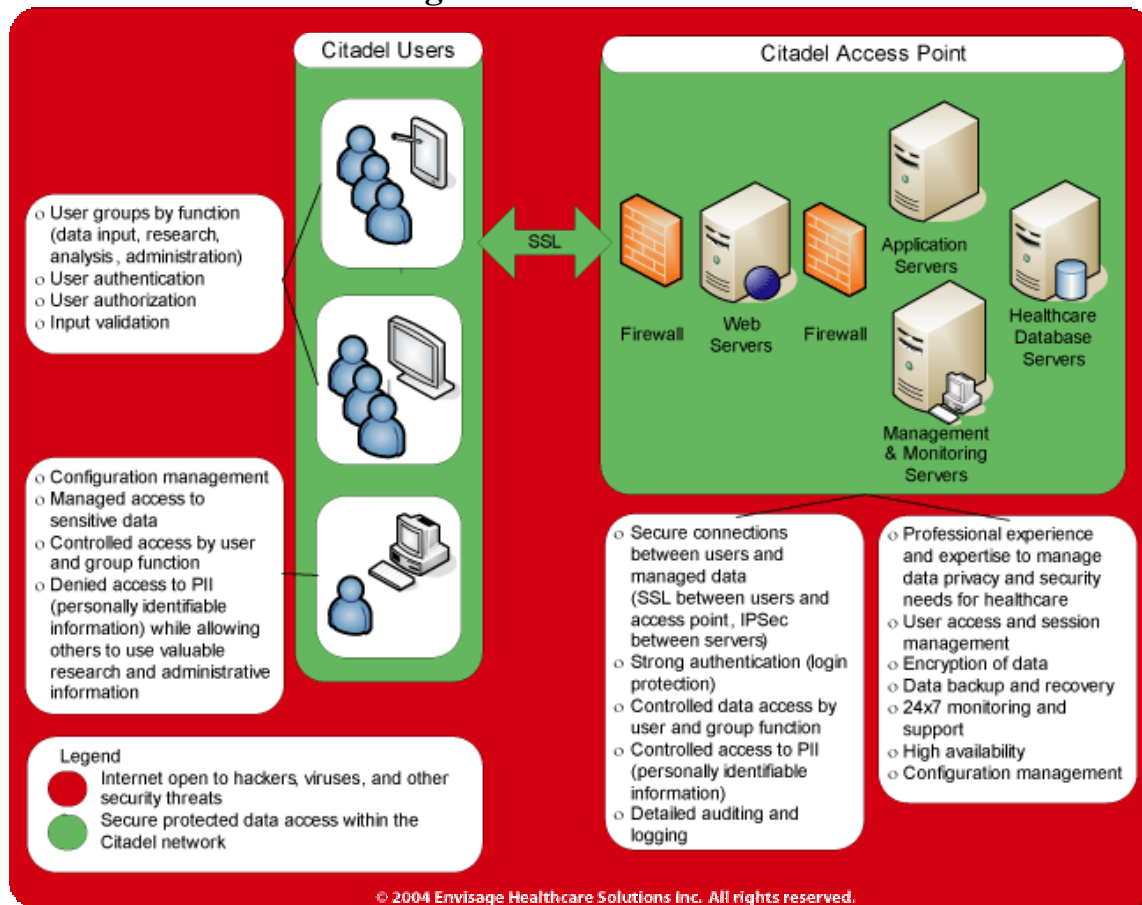 Citadel Users
Citadel Access Point
o User groups by function
(data input, research,
analysis , administration)
o User authentication
o User authorization
o Input validation
SSL
Firewall
Web
Servers
Firewall
Application
Servers
Healthcare
Database
Servers
Management
& Monitoring
Servers
o Configuration management
o Managed access to
sensitive data
o Controlled access by user
and group function
o Denied access to PII
(personally identifiable
information) while allowing
others to use valuable
research and administrative
information
o Secure connections
between users and
managed data
(SSL between users and
access point, IPSec
between servers)
o Strong authentication (login
protection)
o Controlled data access by
user and group function
o Controlled access to PII
(personally identifiable
information)
o Detailed auditing and
logging
o Professional experience
and expertise to manage
data privacy and security
needs for healthcare
o User access and session
management
o Encryption of data
o Data backup and recovery
o 24x7 monitoring and
support
o High availability
o Configuration management
Legend
Internet open to hackers, viruses, and other
security threats
Secure protected data access within the
Citadel network
© 2004 Envisage Healthcare Solutions Inc. All rights reserved.